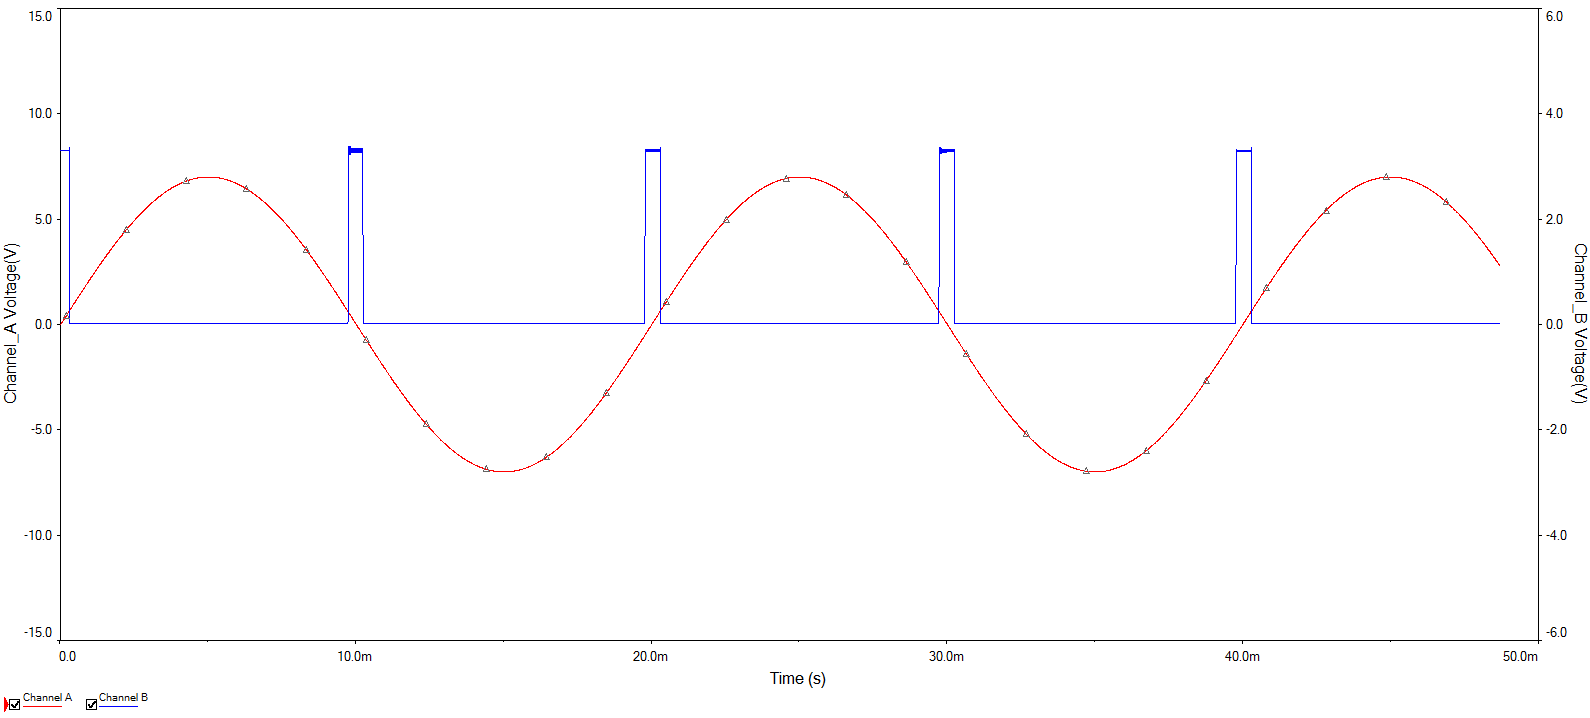 15.0
10.0
5.0
0.0
-5.0
-10.0
-15.0
Channel_A Voltage(V)
6.0
4.0
2.0
0.0
-2.0
-4.0
-6.0
Channel_B Voltage(V)
0.0 10.0m 20.0m 30.0m 40.0m 50.0m
Time (s)
Channel A Channel B